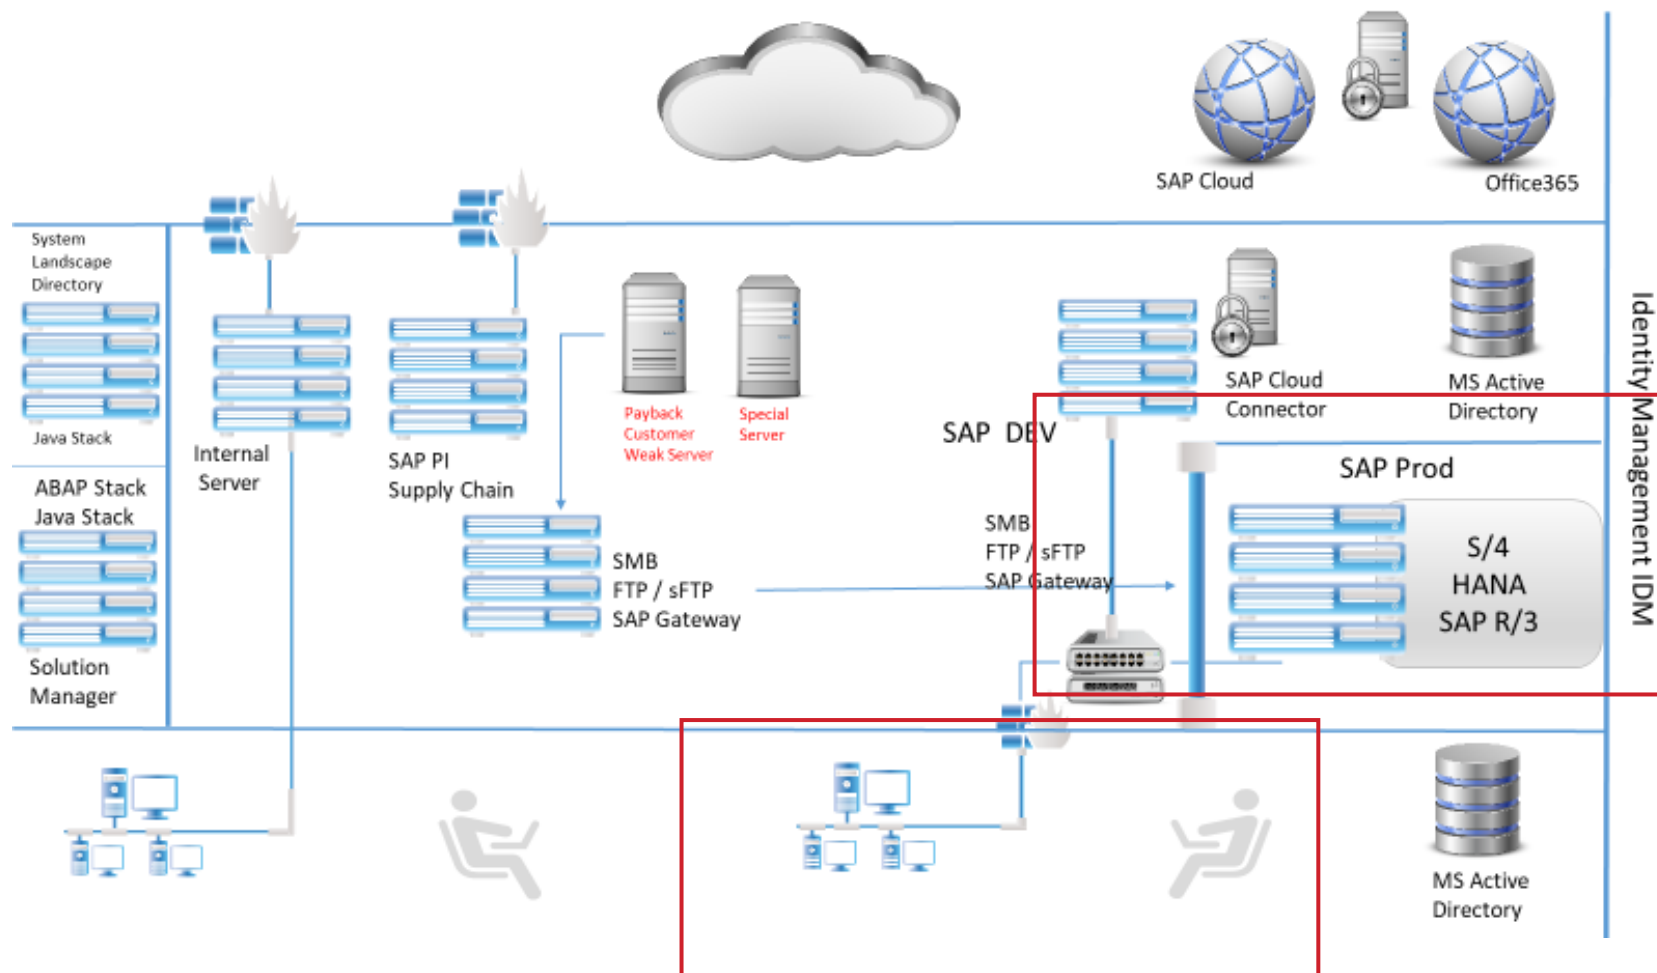 SAP Cloud
Office365
System
Landscape
Directory
Java Stack
ABAP Stack
Java Stack
Solution
Manager
Internal
Server
SAP PI
Supply Chain
Payback
Customer
Weak Server
Special
Server
SMB
FTP / sFTP
SAP Gateway
SAP DEV
SMB
FTP / sFTP
SAP Gateway
SAP Cloud
Connector
MS Active
Directory
SAP Prod
S/4
HANA
SAP R/3
Identity Management IDM
MS Active
Directory